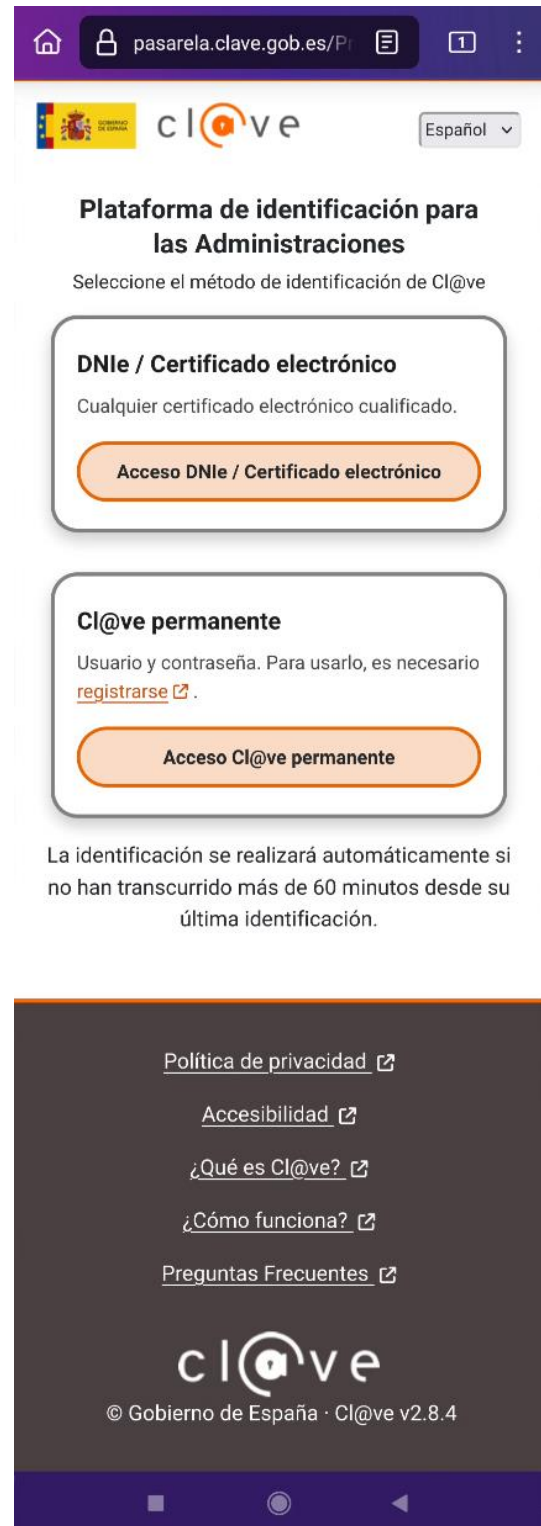 pasarela.clave.gob.es/Pr
1
GOBIERNO
DE ESPAÑA
cl@ve
Español
Plataforma de identificación para
las Administraciones
Seleccione el método de identificación de Cl@ve
DNIe / Certificado electrónico
Cualquier certificado electrónico cualificado.
Acceso DNIe / Certificado electrónico
Cl@ve permanente
Usuario y contraseña. Para usarlo, es necesario
registrarse .
Acceso Cl@ve permanente
La identificación se realizará automáticamente si
no han transcurrido más de 60 minutos desde su
última identificación.
Política de privacidad
Accesibilidad
¿Qué es Cl@ve?
¿Cómo funciona?
Preguntas Frecuentes
cl@ve
© Gobierno de España · Cl@ve v2.8.4